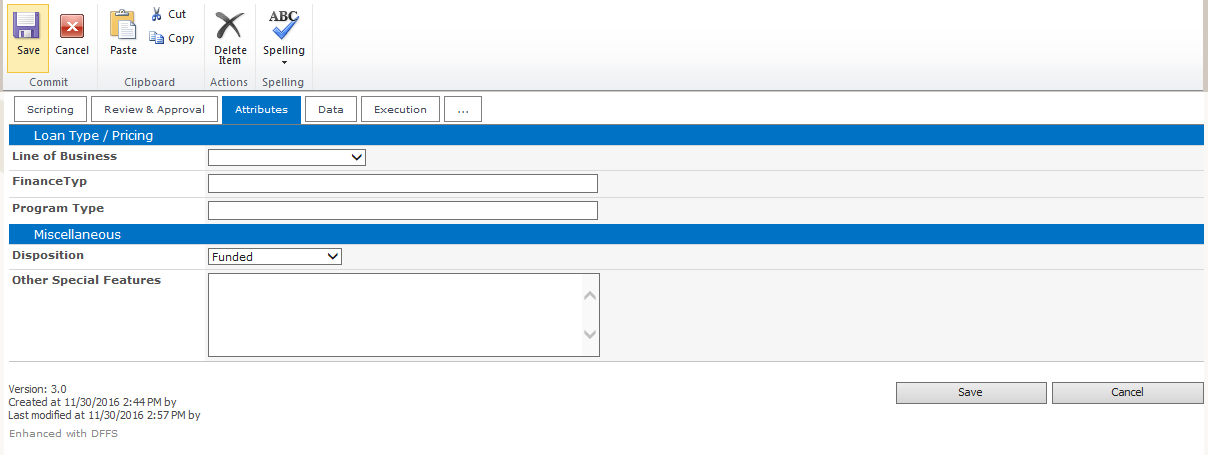 Save
Cancel
Paste
Cut
Copy
Delete
Item
ABC
Spelling
Commit
Clipboard
Actions
Spelling
Scripting
Review & Approval
Attributes
Data
Execution
...
Loan Type / Pricing
Line of Business
FinanceTyp
Program Type
Miscellaneous
Disposition
Funded
Other Special Features
Version: 3.0
Created at 11/30/2016 2:44 PM by
Last modified at 11/30/2016 2:57 PM by
Enhanced with DFFS
Save
Cancel